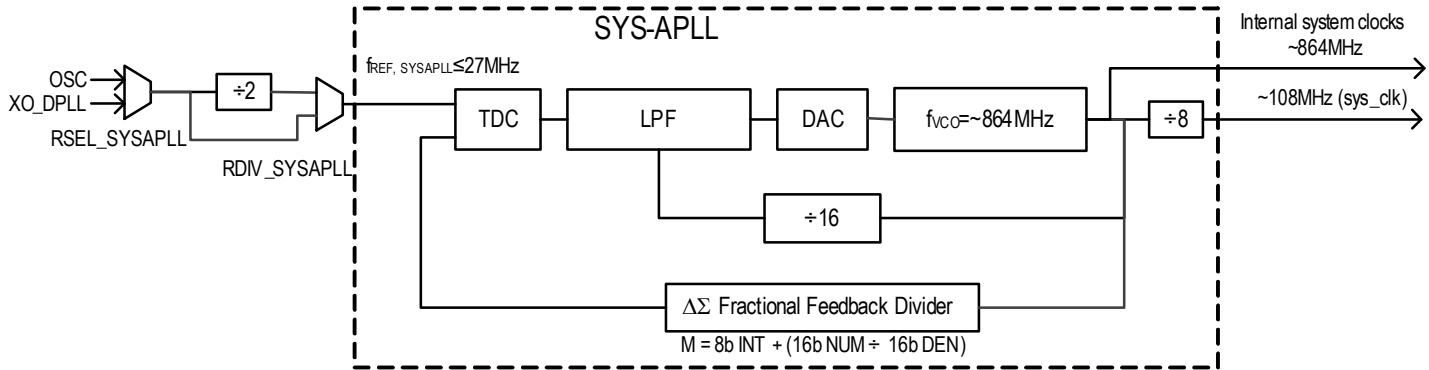 SYS-APLL
Internal system clocks
~864MHz
fREF, SYSAPLL≤27MHz
OSC
XO_DPLL
÷2
RSEL_SYSAPLL
RDIV_SYSAPLL
TDC
LPF
DAC
fVCO=~864MHz
÷8
~108MHz (sys_clk)
÷16
ΔΣ Fractional Feedback Divider
M = 8b INT + (16b NUM ÷ 16b DEN)